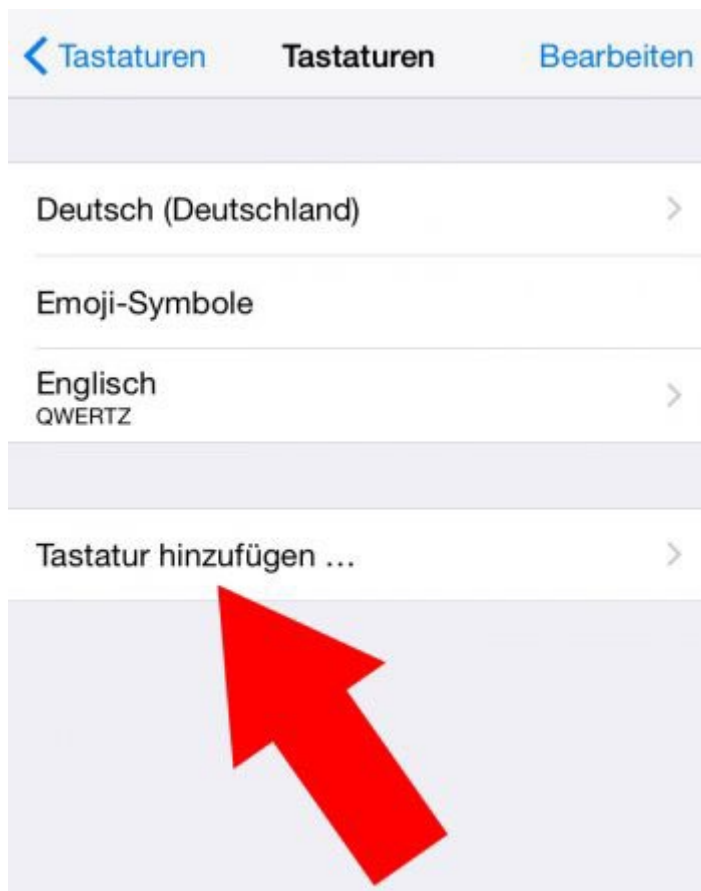 Tastaturen Tastaturen Bearbeiten
Deutsch (Deutschland)
Emoji-Symbole
Englisch
QWERTZ
Tastatur hinzufügen ...